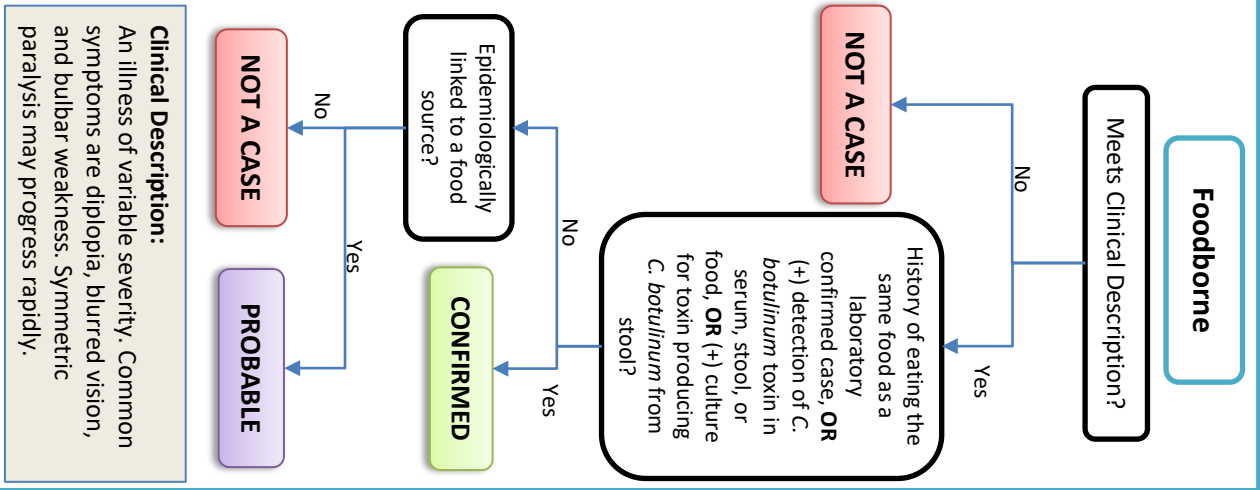 Foodborne
Meets Clinical Description?
No
Yes
NOT A CASE
History of eating the
same food as a
laboratory
confirmed case, OR
(+) detection of C.
botulinum toxin in
serum, stool, or
food, OR (+) culture
for toxin producing
C. botulinum from
stool?
No
Yes
Epidemiologically
linked to a food
source?
CONFIRMED
No
Yes
NOT A CASE
PROBABLE
Clinical Description:
An illness of variable severity. Common
symptoms are diplopia, blurred vision,
and bulbar weakness. Symmetric
paralysis may progress rapidly.